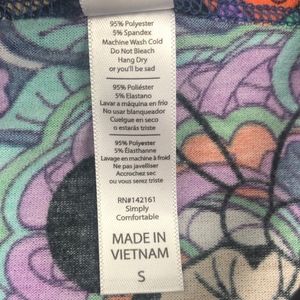 95% Polyester
5% Spandex
Machine Wash Cold
Do Not Bleach
Hang Dry
or you'll be sad
95% Poliéster
5% Elastano
Lavar a máquina en frío
No usar blanqueador
Cuelgue en seco
o estarás triste
95% Polyester
5% Élasthanne
Lavage en machine à froid
Ne pas javelliser
Accrochez sec
ou vous serez triste
RN#142161
Simply
Comfortable
MADE IN
VIETNAM
S